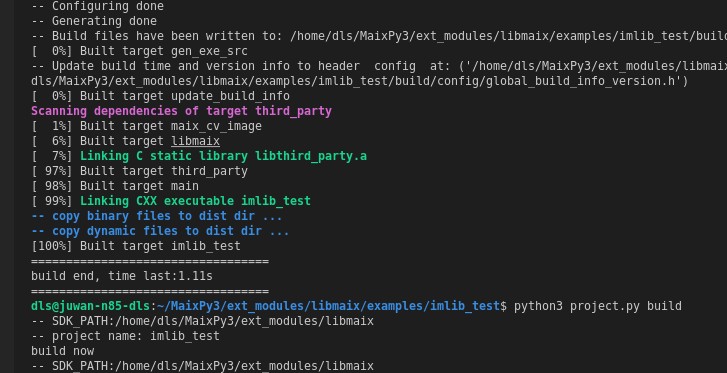 -- Configuring done
-- Generating done
-- Build files have been written to: /home/dls/MaixPy3/ext_modules/libmaix/examples/imlib_test/build
[  0%] Built target gen_exe_src
-- Update build time and version info to header  config  at: ('/home/dls/MaixPy3/ext_modules/libmaix
dls/MaixPy3/ext_modules/libmaix/examples/imlib_test/build/config/global_build_info_version.h')
[  0%] Built target update_build_info
Scanning dependencies of target third_party
[  1%] Built target maix_cv_image
[  6%] Built target libmaix
[  7%] Linking C static library libthird_party.a
[ 97%] Built target third_party
[ 98%] Built target main
[ 99%] Linking CXX executable imlib_test
-- copy binary files to dist dir ...
-- copy dynamic files to dist dir ...
[100%] Built target imlib_test
==================================
build end, time last:1.11s
==================================
dls@juwan-n85-dls:~/MaixPy3/ext_modules/libmaix/examples/imlib_test$ python3 project.py build
-- SDK_PATH:/home/dls/MaixPy3/ext_modules/libmaix
-- project name: imlib_test
build now
-- SDK_PATH:/home/dls/MaixPy3/ext_modules/libmaix